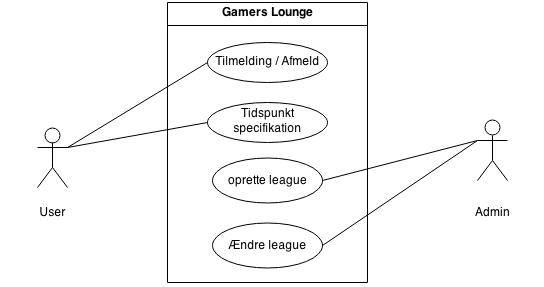 Gamers Lounge
Tilmelding / Afmeld
Tidspunkt
specifikation
oprette league
Ændre league
User
Admin